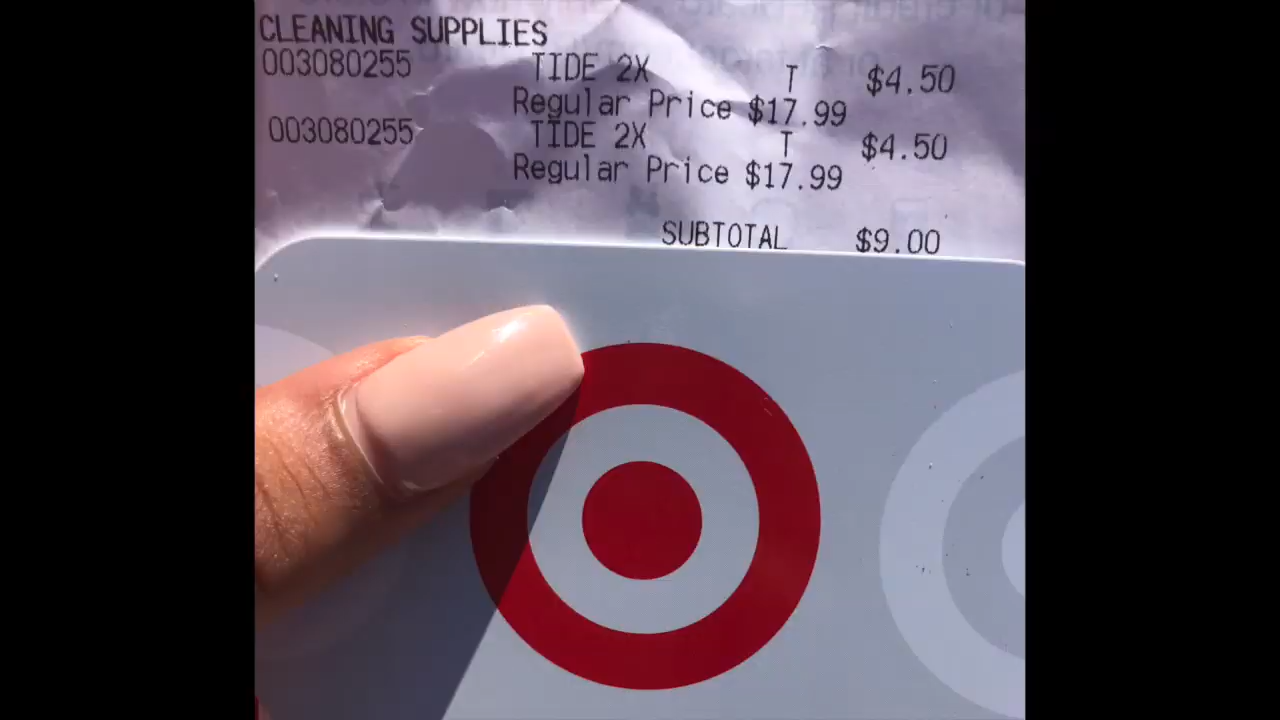 CLEANING SUPPLIES
003080255 TIDE 2X T $4.50
Regular Price $17.99
003080255 TIDE 2X T $4.50
Regular Price $17.99
SUBTOTAL $9.00